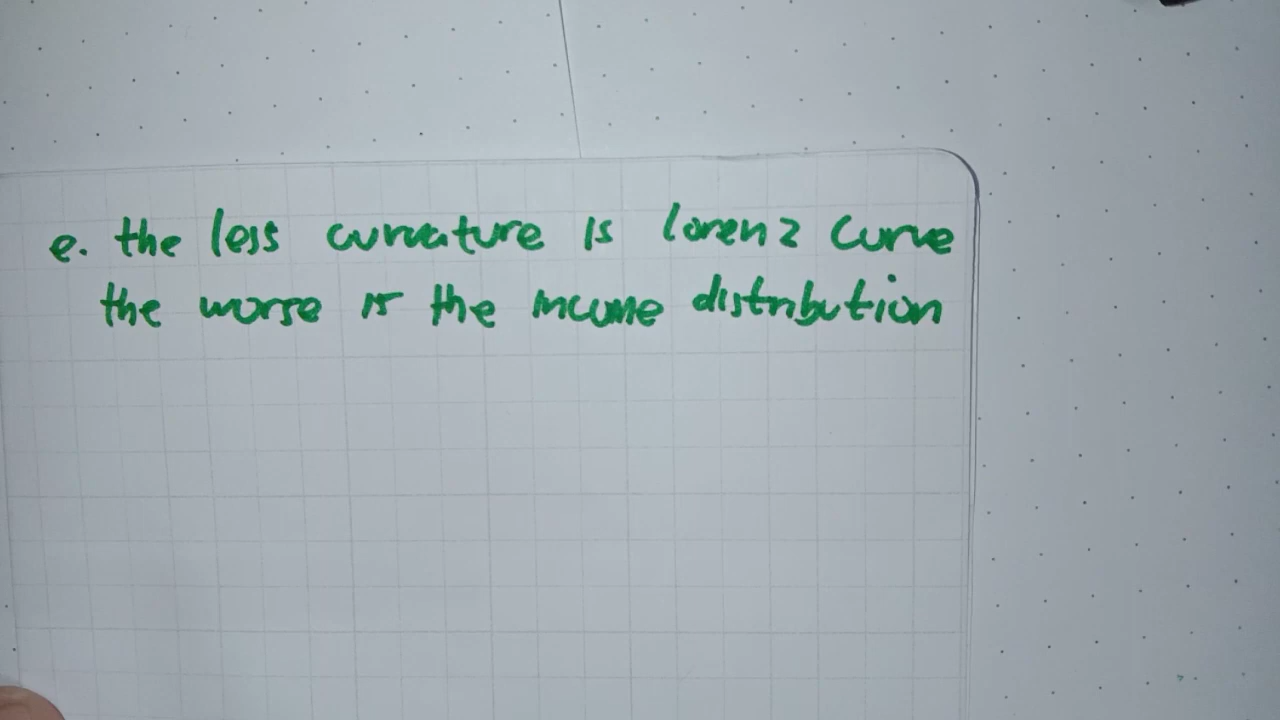 e. the less curvature is lorenz curve
the worse is the income distribution